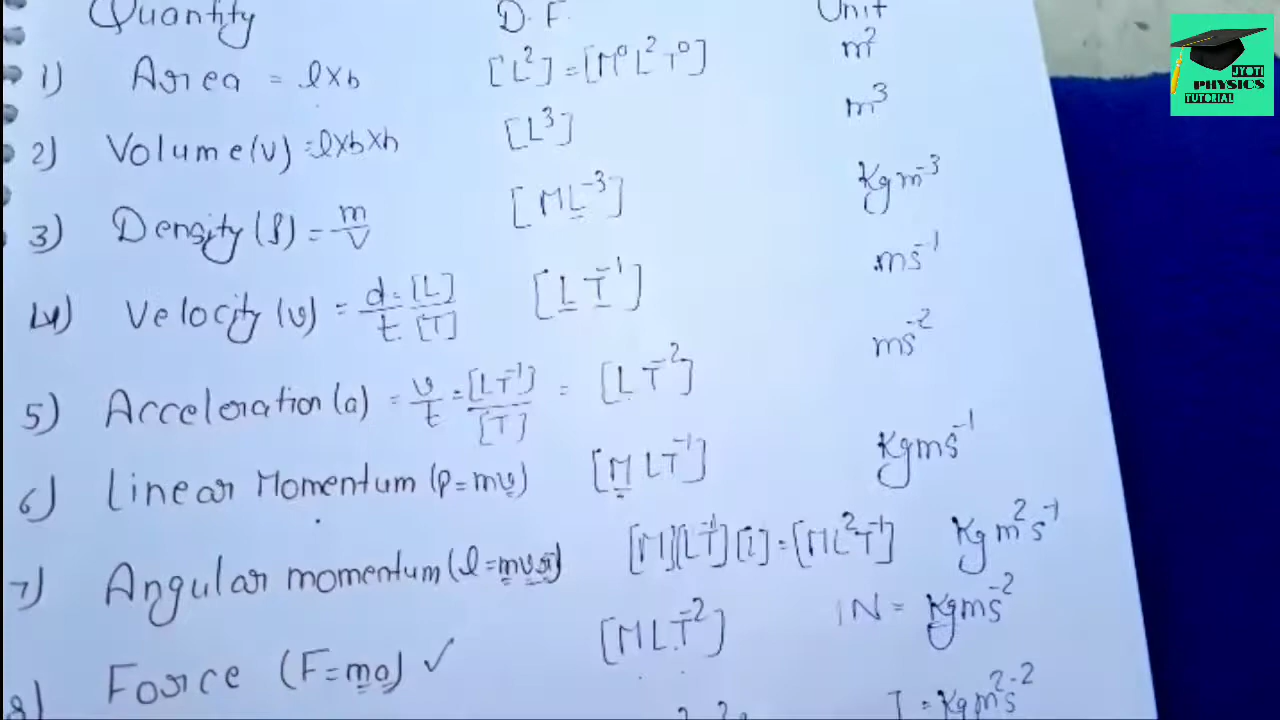 Quantity D.F. Unit
1) Area = l×b [L²] = [M⁰L²T⁰] m²
2) Volume(V) = l×b×h [L³] m³
3) Density(ρ) = m/V [ML⁻³] Kgm⁻³
4) Velocity (v) = d/t = [L]/[T] [LT⁻¹] ms⁻¹
5) Acceleration(a) = v/t = [LT⁻¹]/[T] = [LT⁻²] ms⁻²
6) Linear Momentum (p=mv) [MLT⁻¹] Kgms⁻¹
7) Angular momentum (l=mvr) [M][LT⁻¹][L] = [ML²T⁻¹] Kgm²s⁻¹
8) Force (F=ma) ✓ [MLT⁻²] 1N = Kgms⁻²
J = Kgm²s⁻²
JYOTI
PHYSICS
TUTORIAL